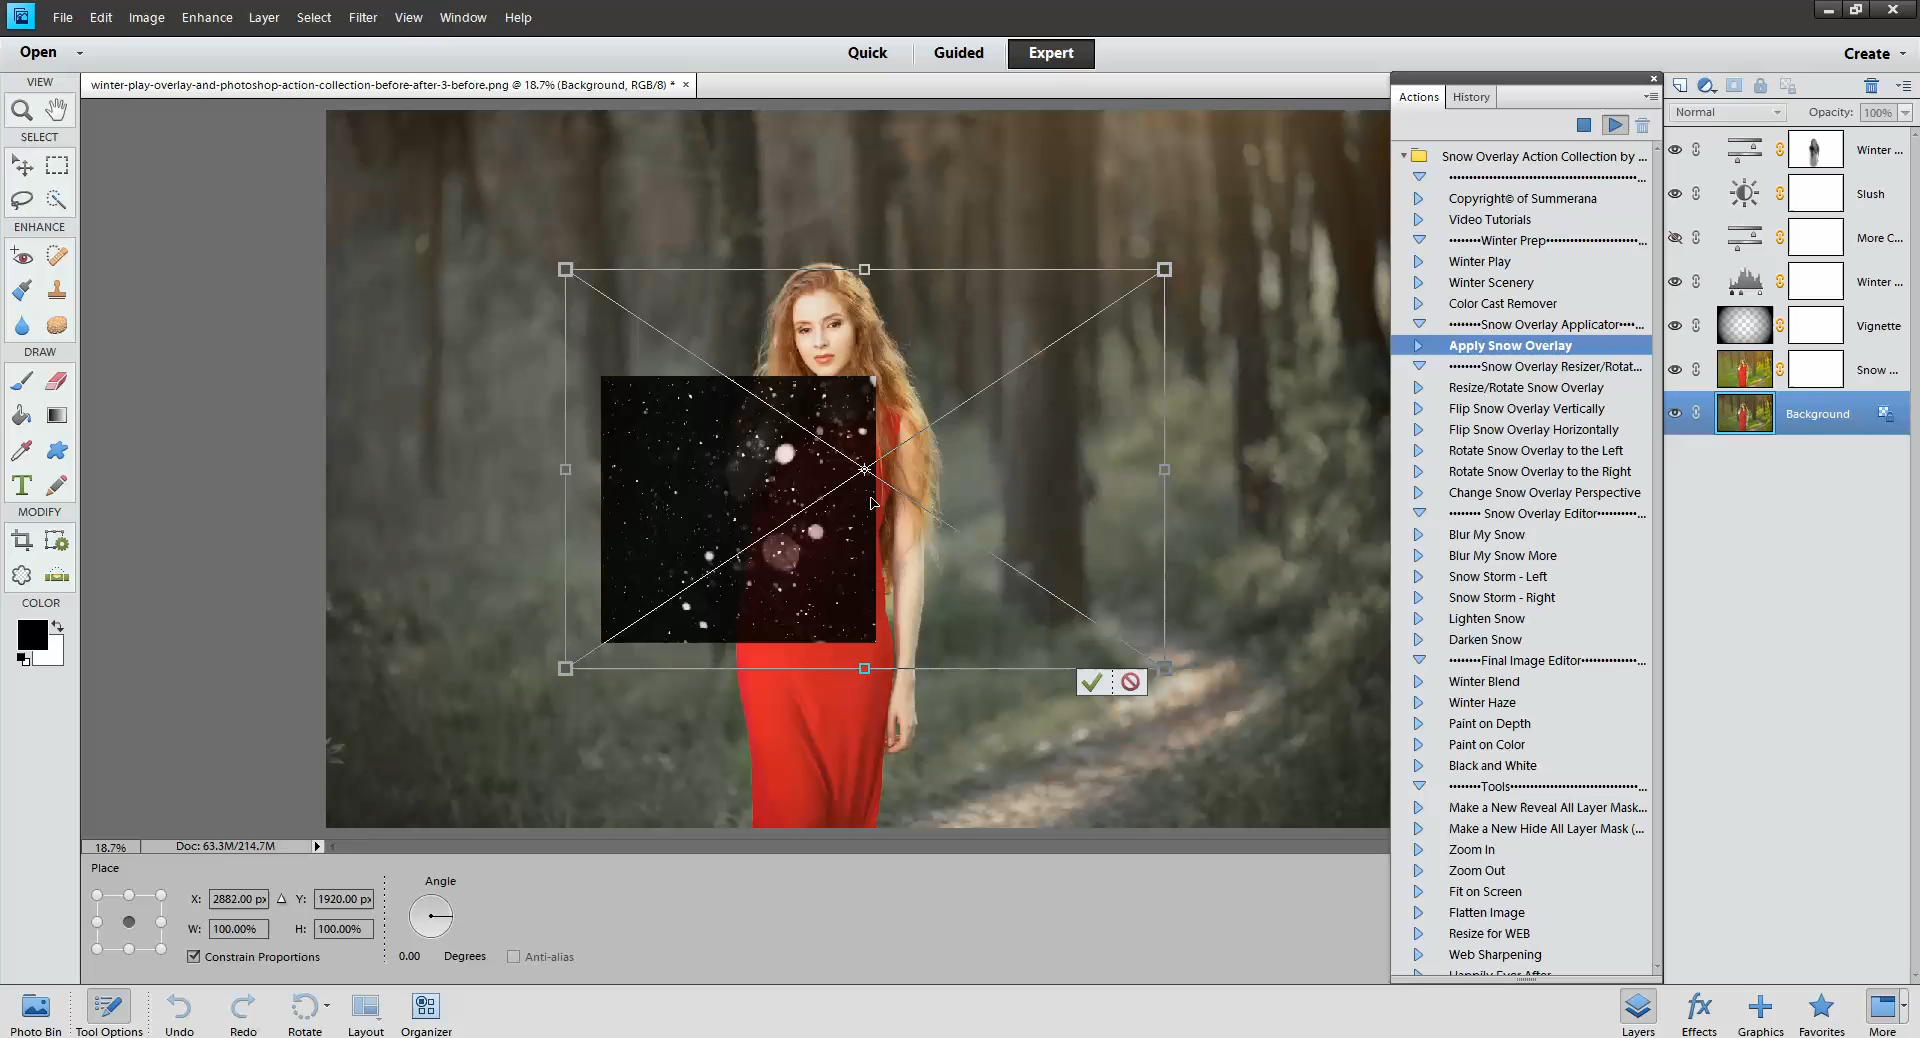 File Edit Image Enhance Layer Select Filter View Window Help
Open
Quick Guided Expert
Create
VIEW
winter-play-overlay-and-photoshop-action-collection-before-after-3-before.png @ 18.7% (Background, RGB/8) *
SELECT
ENHANCE
DRAW
MODIFY
COLOR
Actions History
Snow Overlay Action Collection by ...
Copyright© of Summerana
Video Tutorials
••••••••Winter Prep•••••••••••••••••••••••...
Winter Play
Winter Scenery
Color Cast Remover
••••••••Snow Overlay Applicator••••...
Apply Snow Overlay
••••••••Snow Overlay Resizer/Rotat...
Resize/Rotate Snow Overlay
Flip Snow Overlay Vertically
Flip Snow Overlay Horizontally
Rotate Snow Overlay to the Left
Rotate Snow Overlay to the Right
Change Snow Overlay Perspective
•••••••• Snow Overlay Editor••••••••••...
Blur My Snow
Blur My Snow More
Snow Storm - Left
Snow Storm - Right
Lighten Snow
Darken Snow
••••••••Final Image Editor•••••••••••••...
Winter Blend
Winter Haze
Paint on Depth
Paint on Color
Black and White
••••••••Tools••••••••••••••••••••••••••••••••...
Make a New Reveal All Layer Mask...
Make a New Hide All Layer Mask (...
Zoom In
Zoom Out
Fit on Screen
Flatten Image
Resize for WEB
Web Sharpening
Happily Ever After
Normal Opacity: 100%
Winter ...
Slush
More C...
Winter ...
Vignette
Snow ...
Background
18.7% Doc: 63.3M/214.7M
Place
X: 2882.00 px Y: 1920.00 px
W: 100.00% H: 100.00%
Constrain Proportions
Angle
0.00 Degrees Anti-alias
Photo Bin Tool Options Undo Redo Rotate Layout Organizer
Layers Effects Graphics Favorites More